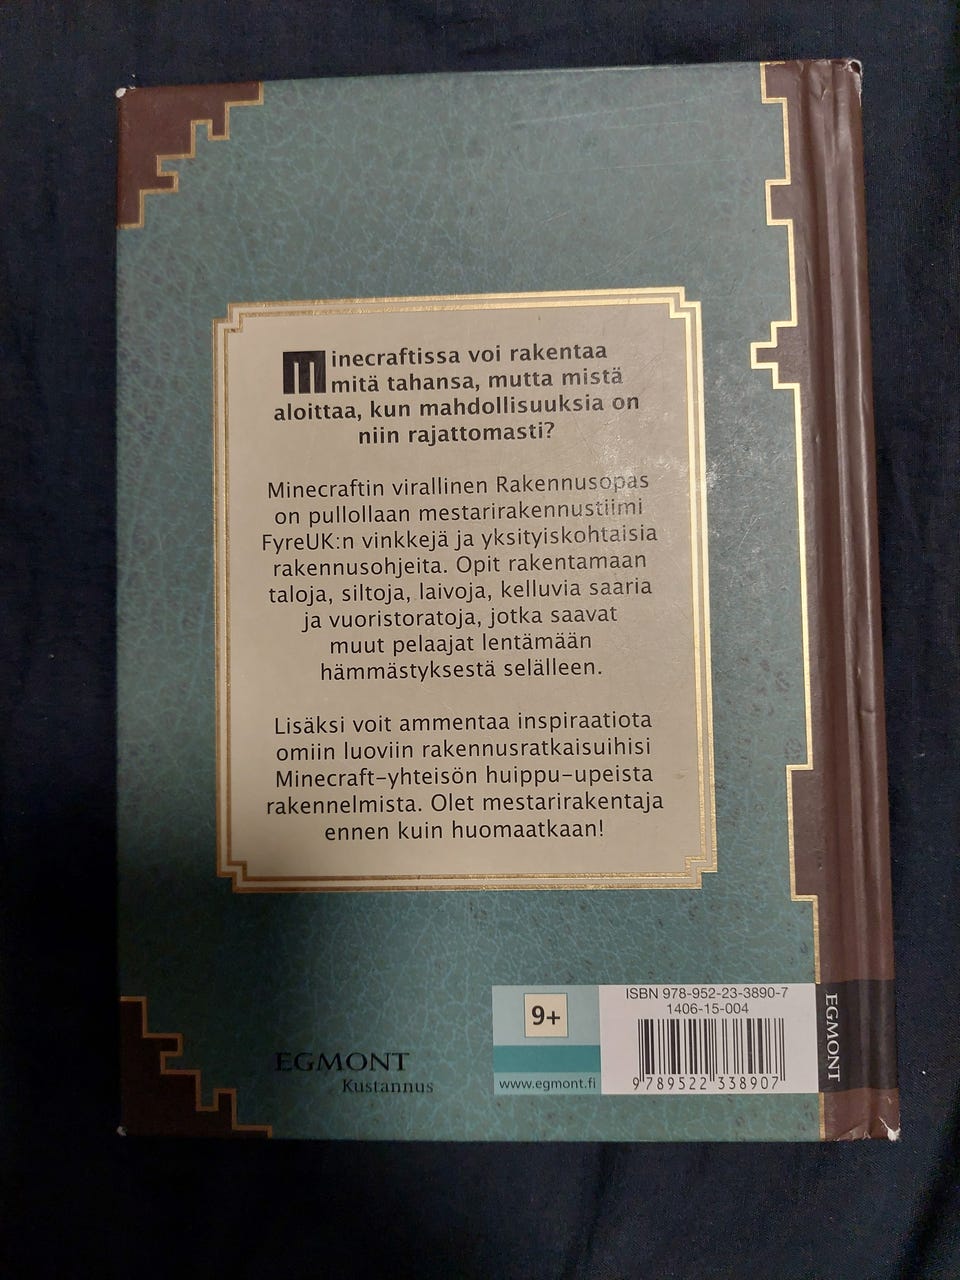 Minecraftissa voi rakentaa
mitä tahansa, mutta mistä
aloittaa, kun mahdollisuuksia on
niin rajattomasti?
Minecraftin virallinen Rakennusopas
on pullollaan mestarirakennustiimi
FyreUK:n vinkkejä ja yksityiskohtaisia
rakennusohjeita. Opit rakentamaan
taloja, siltoja, laivoja, kelluvia saaria
ja vuoristoratoja, jotka saavat
muut pelaajat lentämään
hämmästyksestä selälleen.
Lisäksi voit ammentaa inspiraatiota
omiin luoviin rakennusratkaisuihisi
Minecraft-yhteisön huippu-upeista
rakennelmista. Olet mestarirakentaja
ennen kuin huomaatkaan!
EGMONT
Kustannus
9+
www.egmont.fi
ISBN 978-952-23-3890-7
1406-15-004
9 789522 338907
EGMONT